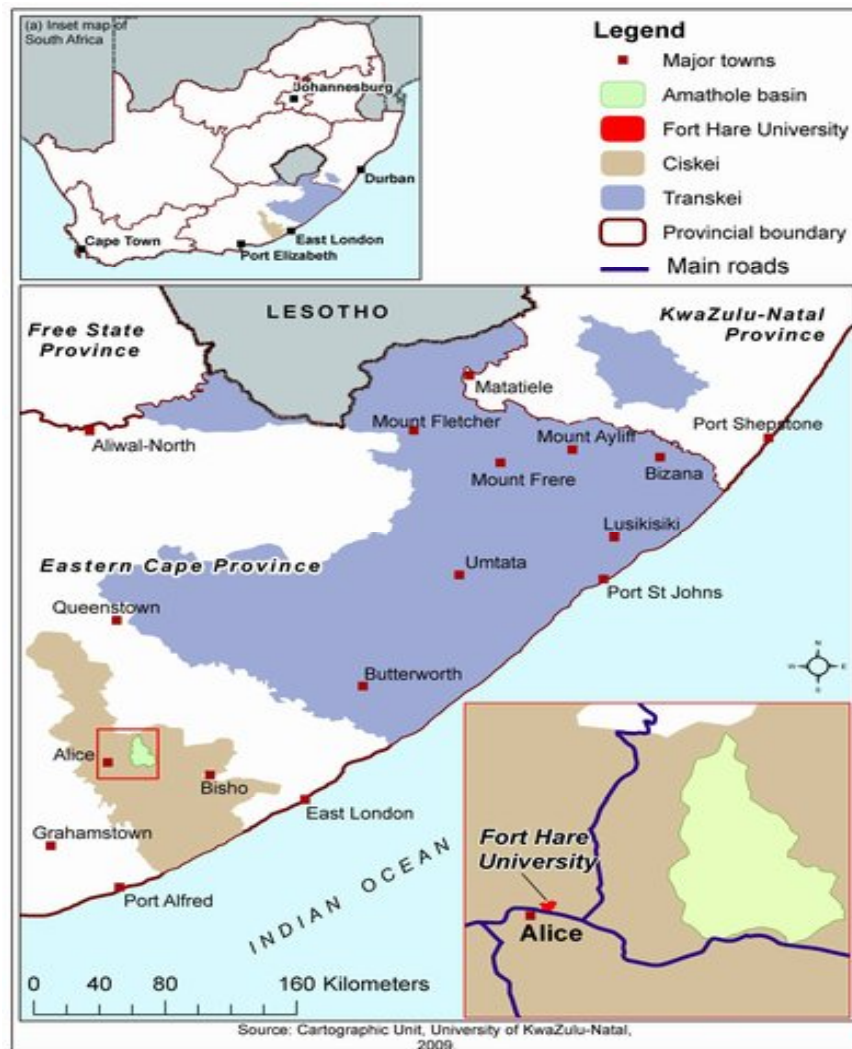 (a) Inset map of
South Africa
Johannesburg
Durban
Cape Town
East London
Port Elizabeth
Legend
Major towns
Amathole basin
Fort Hare University
Ciskei
Transkei
Provincial boundary
Main roads
Free State
Province
LESOTHO
KwaZulu-Natal
Province
Matatiele
Aliwal-North
Mount Fletcher
Mount Ayliff
Port Shepstone
Mount Frere
Bizana
Lusikisiki
Eastern Cape Province
Umtata
Port St Johns
Queenstown
Butterworth
N
W E
S
Alice
Bisho
East London
Grahamstown
Port Alfred
INDIAN OCEAN
Fort Hare
University
Alice
0 40 80 160 Kilometers
Source: Cartographic Unit, University of KwaZulu-Natal,
2009.